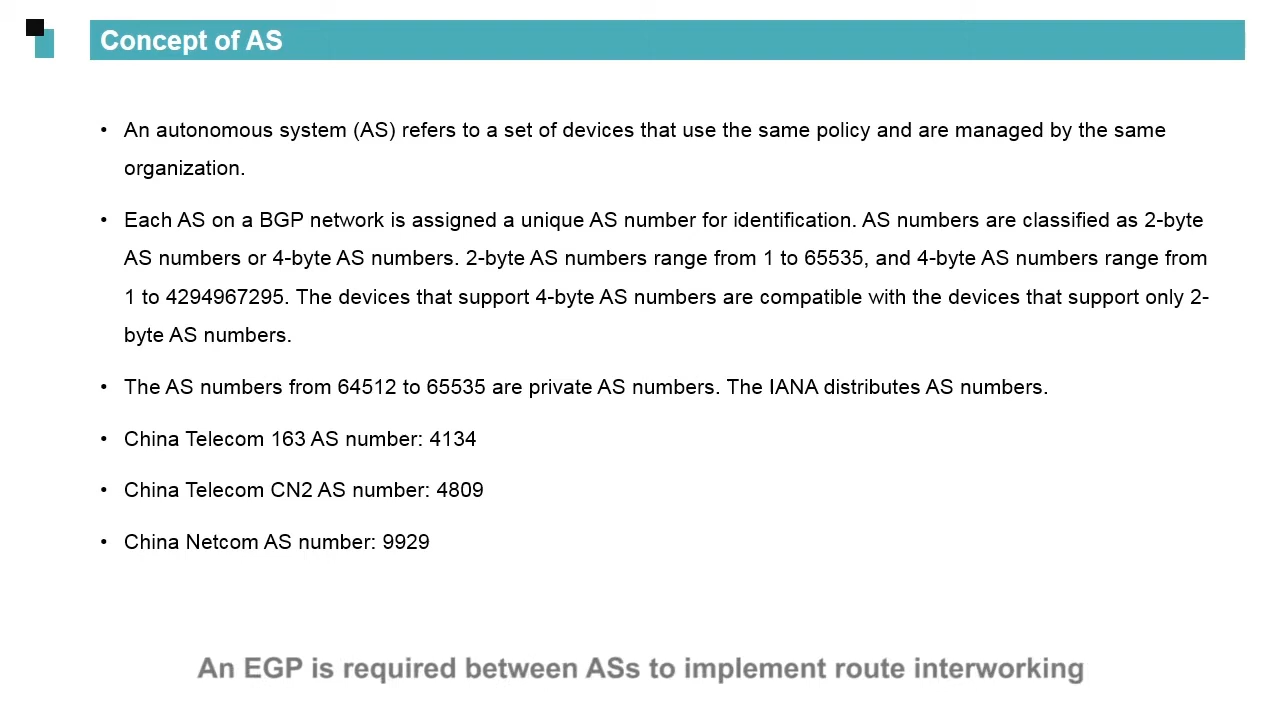 Concept of AS
• An autonomous system (AS) refers to a set of devices that use the same policy and are managed by the same
organization.
• Each AS on a BGP network is assigned a unique AS number for identification. AS numbers are classified as 2-byte
AS numbers or 4-byte AS numbers. 2-byte AS numbers range from 1 to 65535, and 4-byte AS numbers range from
1 to 4294967295. The devices that support 4-byte AS numbers are compatible with the devices that support only 2-
byte AS numbers.
• The AS numbers from 64512 to 65535 are private AS numbers. The IANA distributes AS numbers.
• China Telecom 163 AS number: 4134
• China Telecom CN2 AS number: 4809
• China Netcom AS number: 9929
An EGP is required between ASs to implement route interworking